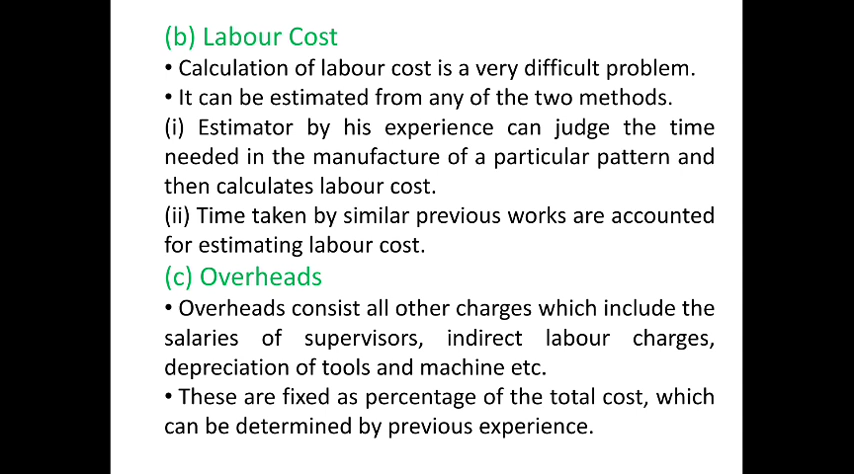 (b) Labour Cost
• Calculation of labour cost is a very difficult problem.
• It can be estimated from any of the two methods.
(i) Estimator by his experience can judge the time
needed in the manufacture of a particular pattern and
then calculates labour cost.
(ii) Time taken by similar previous works are accounted
for estimating labour cost.
(c) Overheads
• Overheads consist all other charges which include the
salaries of supervisors, indirect labour charges,
depreciation of tools and machine etc.
• These are fixed as percentage of the total cost, which
can be determined by previous experience.